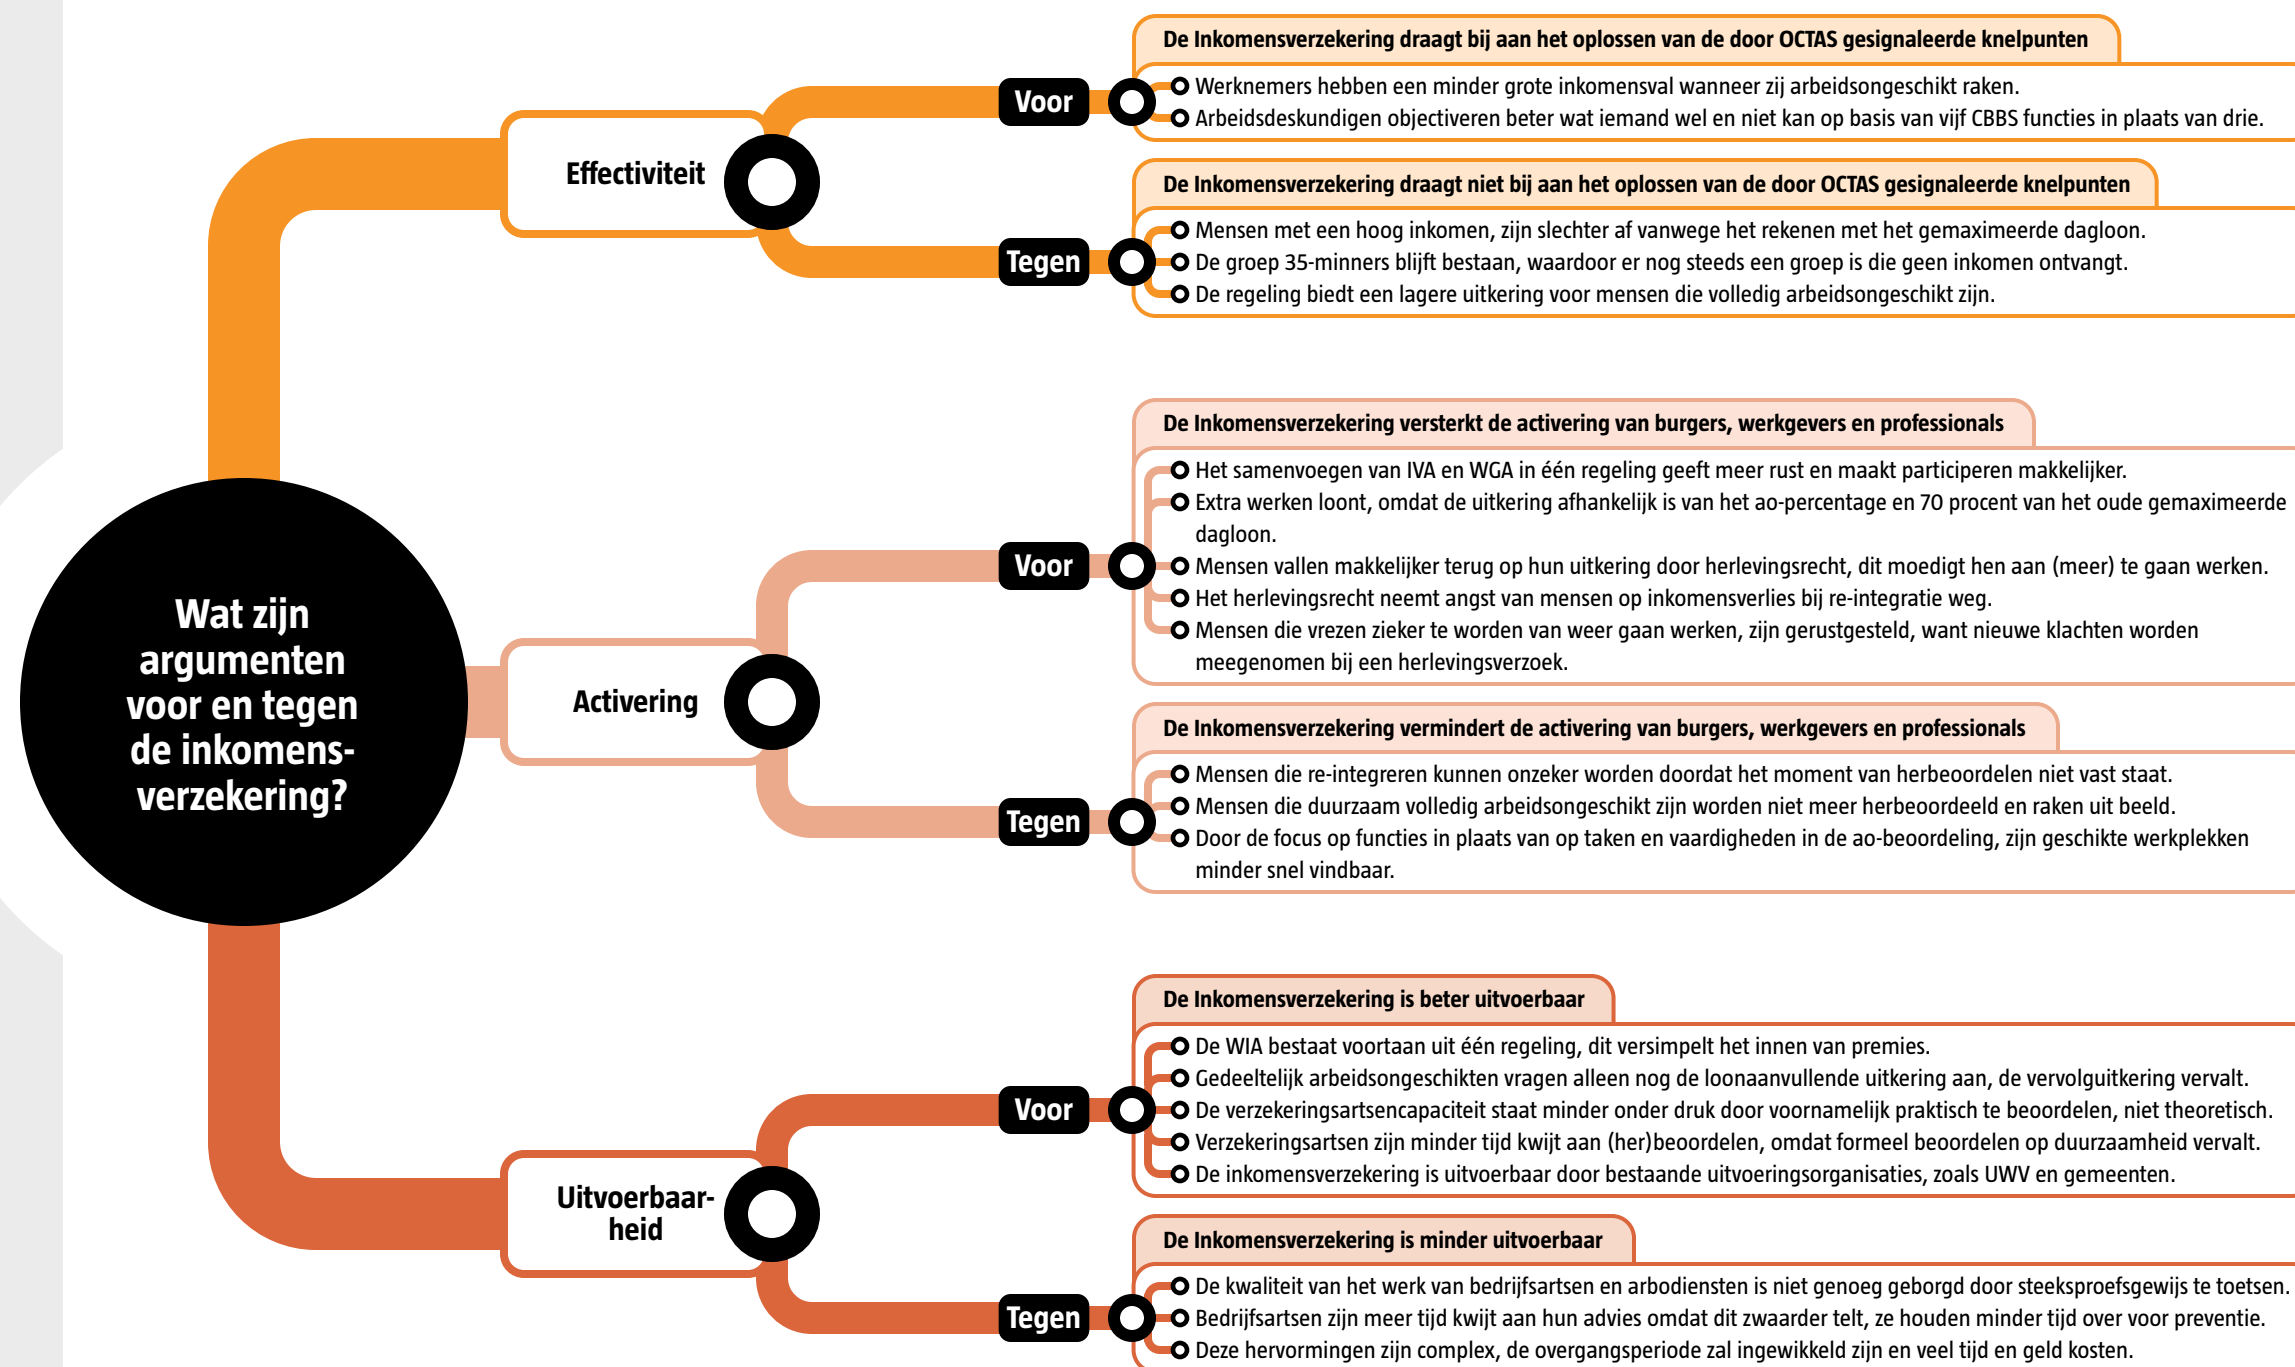 Wat zijn
argumenten
voor en tegen
de inkomens-
verzekering?
Effectiviteit
Voor
De Inkomensverzekering draagt bij aan het oplossen van de door OCTAS gesignaleerde knelpunten
Werknemers hebben een minder grote inkomensval wanneer zij arbeidsongeschikt raken.
Arbeidsdeskundigen objectiveren beter wat iemand wel en niet kan op basis van vijf CBBS functies in plaats van drie.
Tegen
De Inkomensverzekering draagt niet bij aan het oplossen van de door OCTAS gesignaleerde knelpunten
Mensen met een hoog inkomen, zijn slechter af vanwege het rekenen met het gemaximeerde dagloon.
De groep 35-minners blijft bestaan, waardoor er nog steeds een groep is die geen inkomen ontvangt.
De regeling biedt een lagere uitkering voor mensen die volledig arbeidsongeschikt zijn.
Activering
Voor
De Inkomensverzekering versterkt de activering van burgers, werkgevers en professionals
Het samenvoegen van IVA en WGA in één regeling geeft meer rust en maakt participeren makkelijker.
Extra werken loont, omdat de uitkering afhankelijk is van het ao-percentage en 70 procent van het oude gemaximeerde
dagloon.
Mensen vallen makkelijker terug op hun uitkering door herlevingsrecht, dit moedigt hen aan (meer) te gaan werken.
Het herlevingsrecht neemt angst van mensen op inkomensverlies bij re-integratie weg.
Mensen die vrezen zieker te worden van weer gaan werken, zijn gerustgesteld, want nieuwe klachten worden
meegenomen bij een herlevingsverzoek.
Tegen
De Inkomensverzekering vermindert de activering van burgers, werkgevers en professionals
Mensen die re-integreren kunnen onzeker worden doordat het moment van herbeoordelen niet vast staat.
Mensen die duurzaam volledig arbeidsongeschikt zijn worden niet meer herbeoordeeld en raken uit beeld.
Door de focus op functies in plaats van op taken en vaardigheden in de ao-beoordeling, zijn geschikte werkplekken
minder snel vindbaar.
Uitvoerbaar-
heid
Voor
De Inkomensverzekering is beter uitvoerbaar
De WIA bestaat voortaan uit één regeling, dit versimpelt het innen van premies.
Gedeeltelijk arbeidsongeschikten vragen alleen nog de loonaanvullende uitkering aan, de vervolguitkering vervalt.
De verzekeringsartsencapaciteit staat minder onder druk door voornamelijk praktisch te beoordelen, niet theoretisch.
Verzekeringsartsen zijn minder tijd kwijt aan (her)beoordelen, omdat formeel beoordelen op duurzaamheid vervalt.
De inkomensverzekering is uitvoerbaar door bestaande uitvoeringsorganisaties, zoals UWV en gemeenten.
Tegen
De Inkomensverzekering is minder uitvoerbaar
De kwaliteit van het werk van bedrijfsartsen en arbodiensten is niet genoeg geborgd door steeksproefsgewijs te toetsen.
Bedrijfsartsen zijn meer tijd kwijt aan hun advies omdat dit zwaarder telt, ze houden minder tijd over voor preventie.
Deze hervormingen zijn complex, de overgangsperiode zal ingewikkeld zijn en veel tijd en geld kosten.